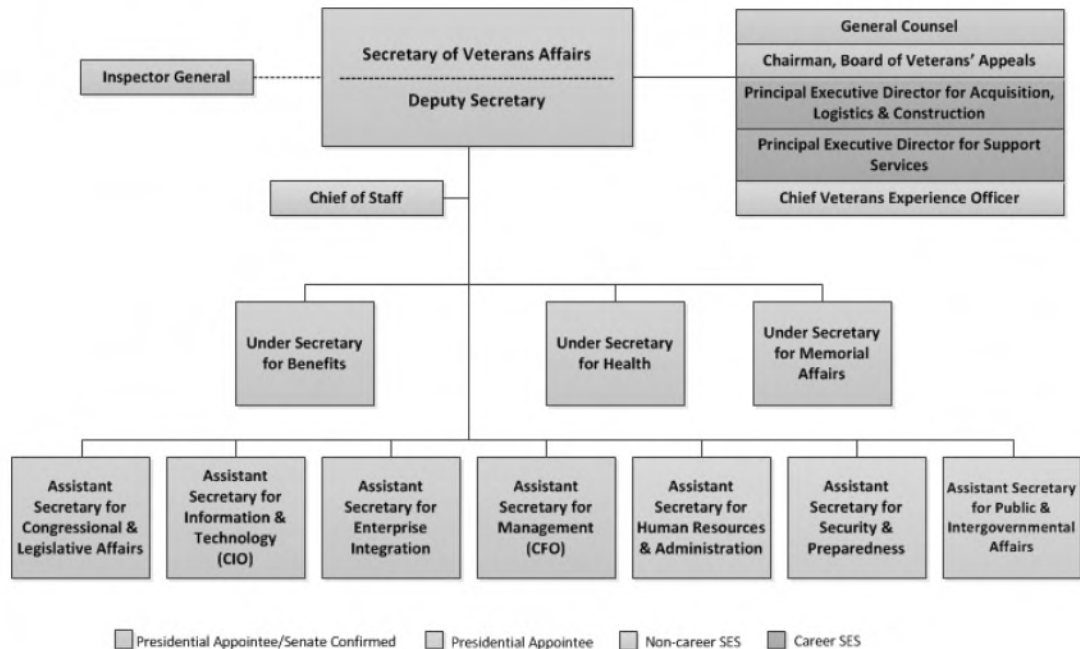 Secretary of Veterans Affairs
Deputy Secretary
Inspector General
General Counsel
Chairman, Board of Veterans' Appeals
Principal Executive Director for Acquisition,
Logistics & Construction
Principal Executive Director for Support
Services
Chief Veterans Experience Officer
Chief of Staff
Under Secretary
for Benefits
Under Secretary
for Health
Under Secretary
for Memorial
Affairs
Assistant
Secretary for
Congressional &
Legislative Affairs
Assistant
Secretary for
Information &
Technology
(CIO)
Assistant
Secretary for
Enterprise
Integration
Assistant
Secretary for
Management
(CFO)
Assistant
Secretary for
Human Resources
& Administration
Assistant
Secretary for
Security &
Preparedness
Assistant Secretary
for Public &
Intergovernmental
Affairs
Presidential Appointee/Senate Confirmed
Presidential Appointee
Non-career SES
Career SES